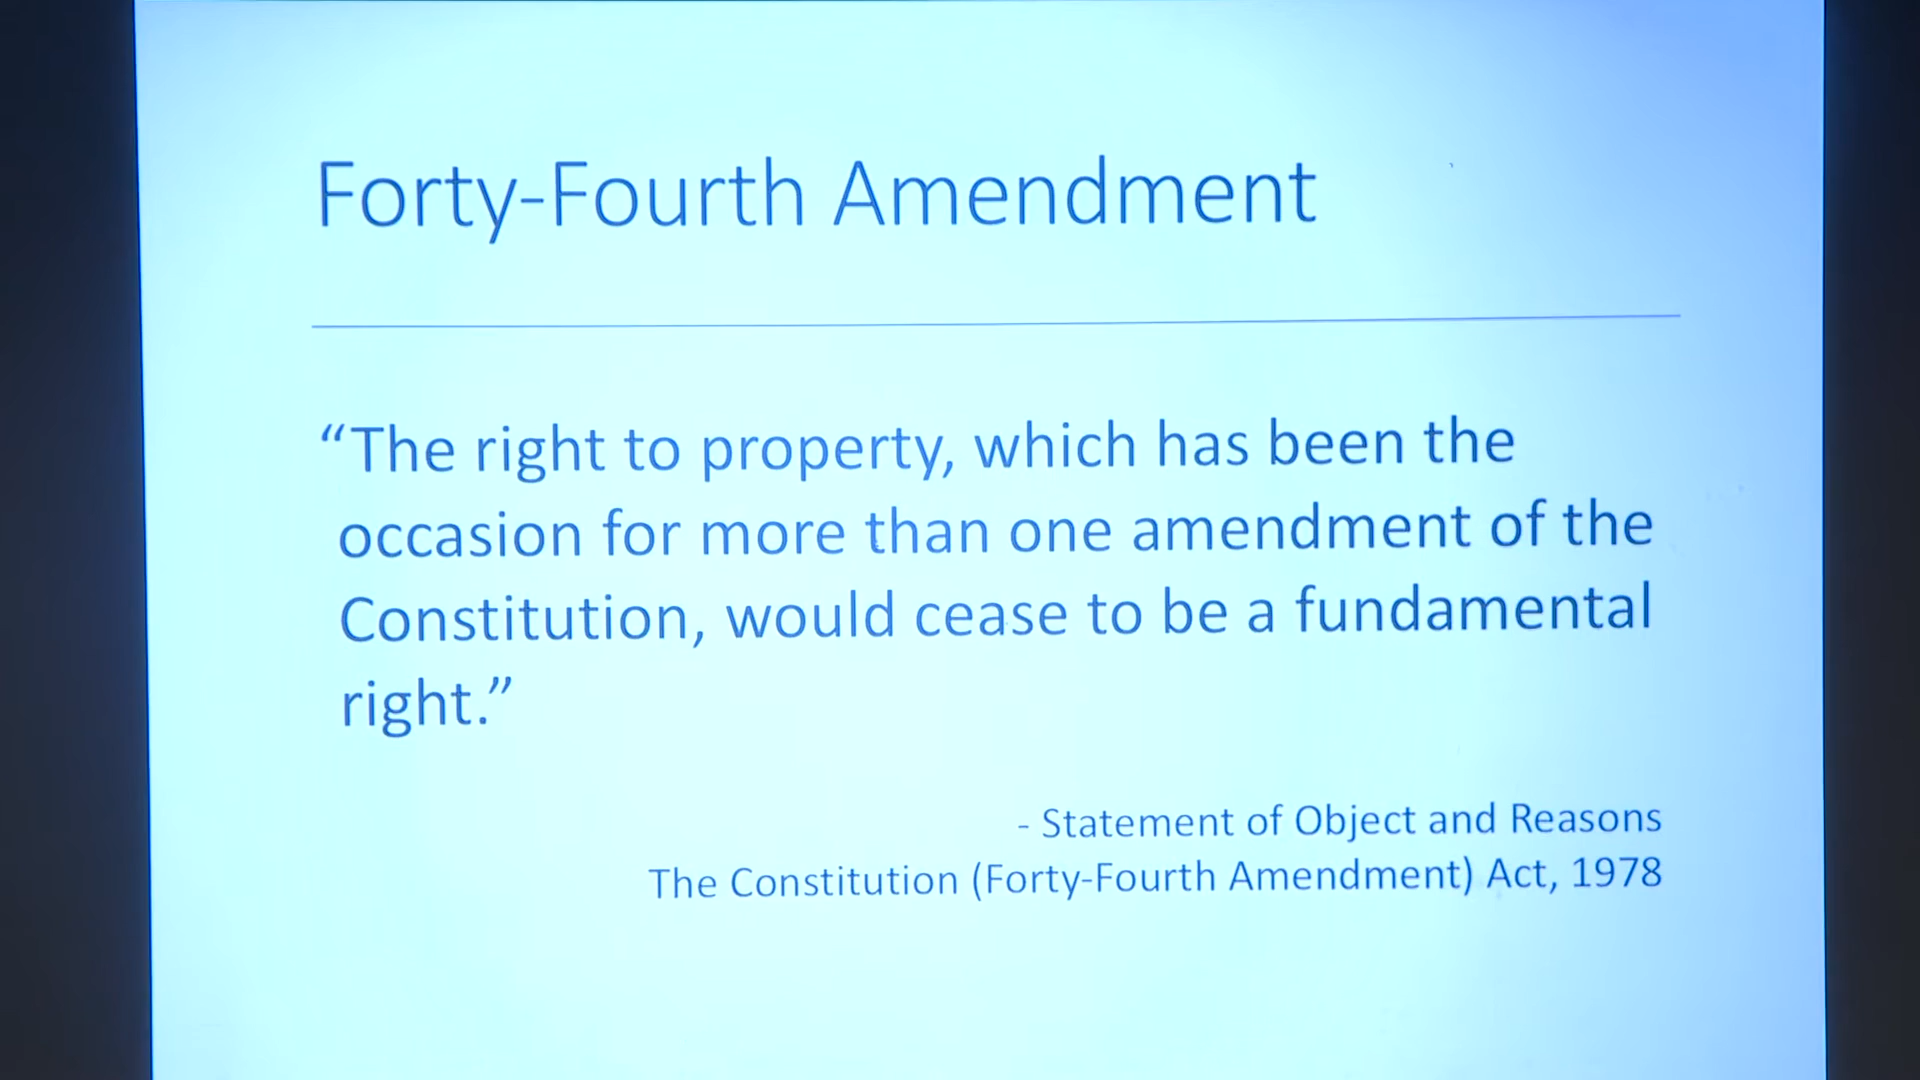 Forty-Fourth Amendment
“The right to property, which has been the
occasion for more than one amendment of the
Constitution, would cease to be a fundamental
right.”
- Statement of Object and Reasons
The Constitution (Forty-Fourth Amendment) Act, 1978